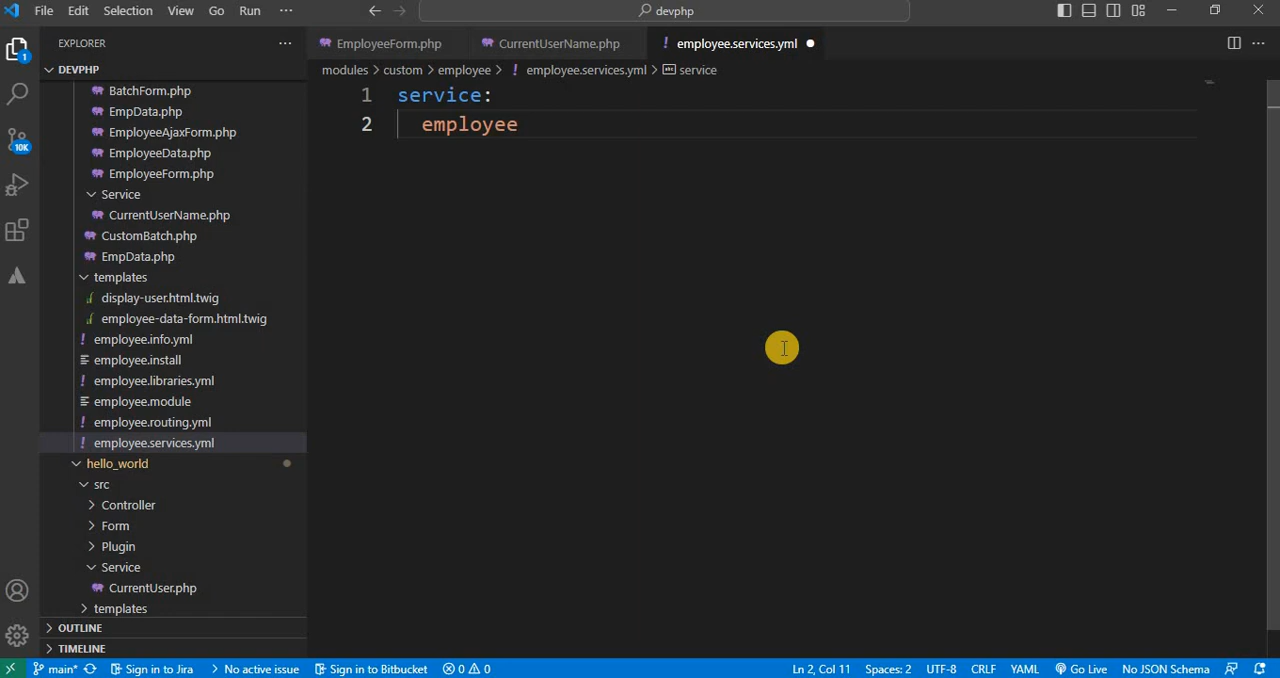 File Edit Selection View Go Run ··· devphp
EXPLORER ···
DEVPHP
BatchForm.php
EmpData.php
EmployeeAjaxForm.php
EmployeeData.php
EmployeeForm.php
Service
CurrentUserName.php
CustomBatch.php
EmpData.php
templates
display-user.html.twig
employee-data-form.html.twig
employee.info.yml
employee.install
employee.libraries.yml
employee.module
employee.routing.yml
employee.services.yml
hello_world
src
Controller
Form
Plugin
Service
CurrentUser.php
templates
OUTLINE
TIMELINE
1
10K
EmployeeForm.php CurrentUserName.php ! employee.services.yml
modules > custom > employee > ! employee.services.yml > abc service
1 service:
2 employee
main* Sign in to Jira No active issue Sign in to Bitbucket 0 0 Ln 2, Col 11 Spaces: 2 UTF-8 CRLF YAML Go Live No JSON Schema